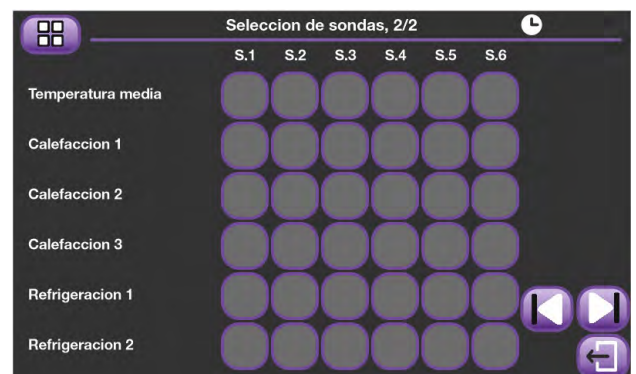 Seleccion de sondas, 2/2
S.1 S.2 S.3 S.4 S.5 S.6
Temperatura media
Calefaccion 1
Calefaccion 2
Calefaccion 3
Refrigeracion 1
Refrigeracion 2